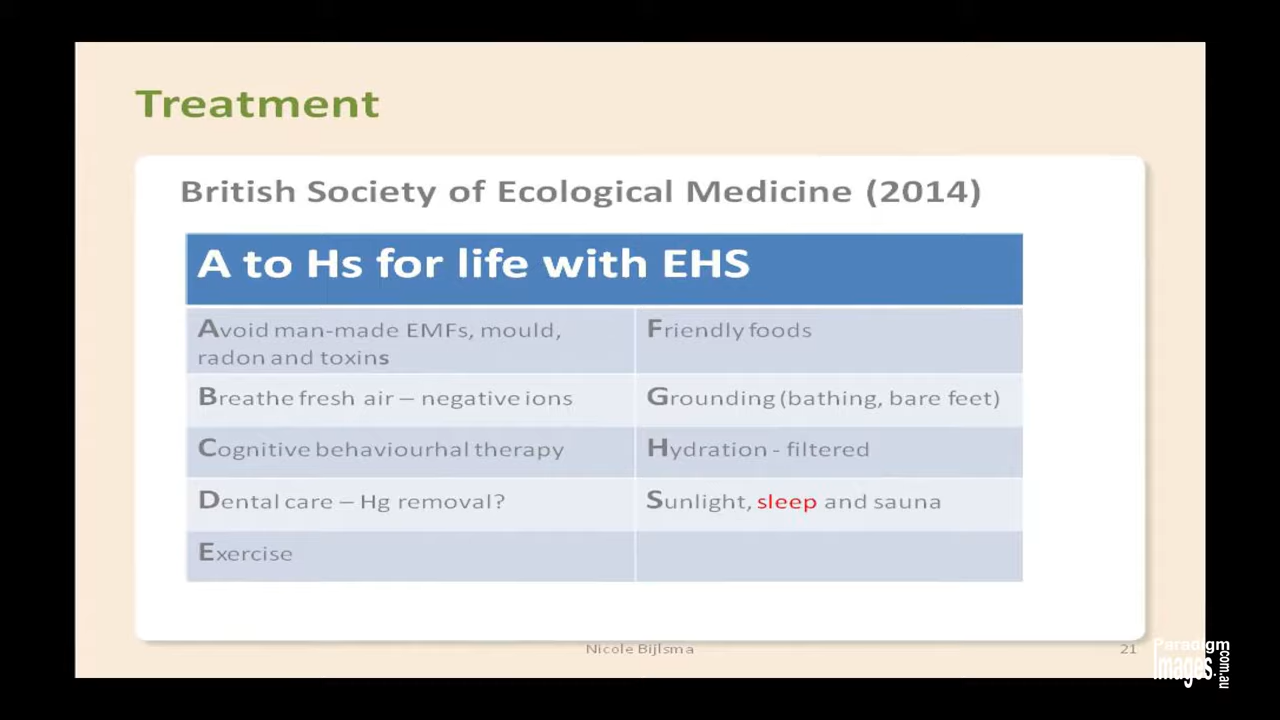 Treatment
British Society of Ecological Medicine (2014)
A to Hs for life with EHS
Avoid man-made EMFs, mould,
radon and toxins
Friendly foods
Breathe fresh air – negative ions
Grounding (bathing, bare feet)
Cognitive behaviourhal therapy
Hydration - filtered
Dental care – Hg removal?
Sunlight, sleep and sauna
Exercise
Nicole Bijlsma
21
Paradigm
Images.
com.au